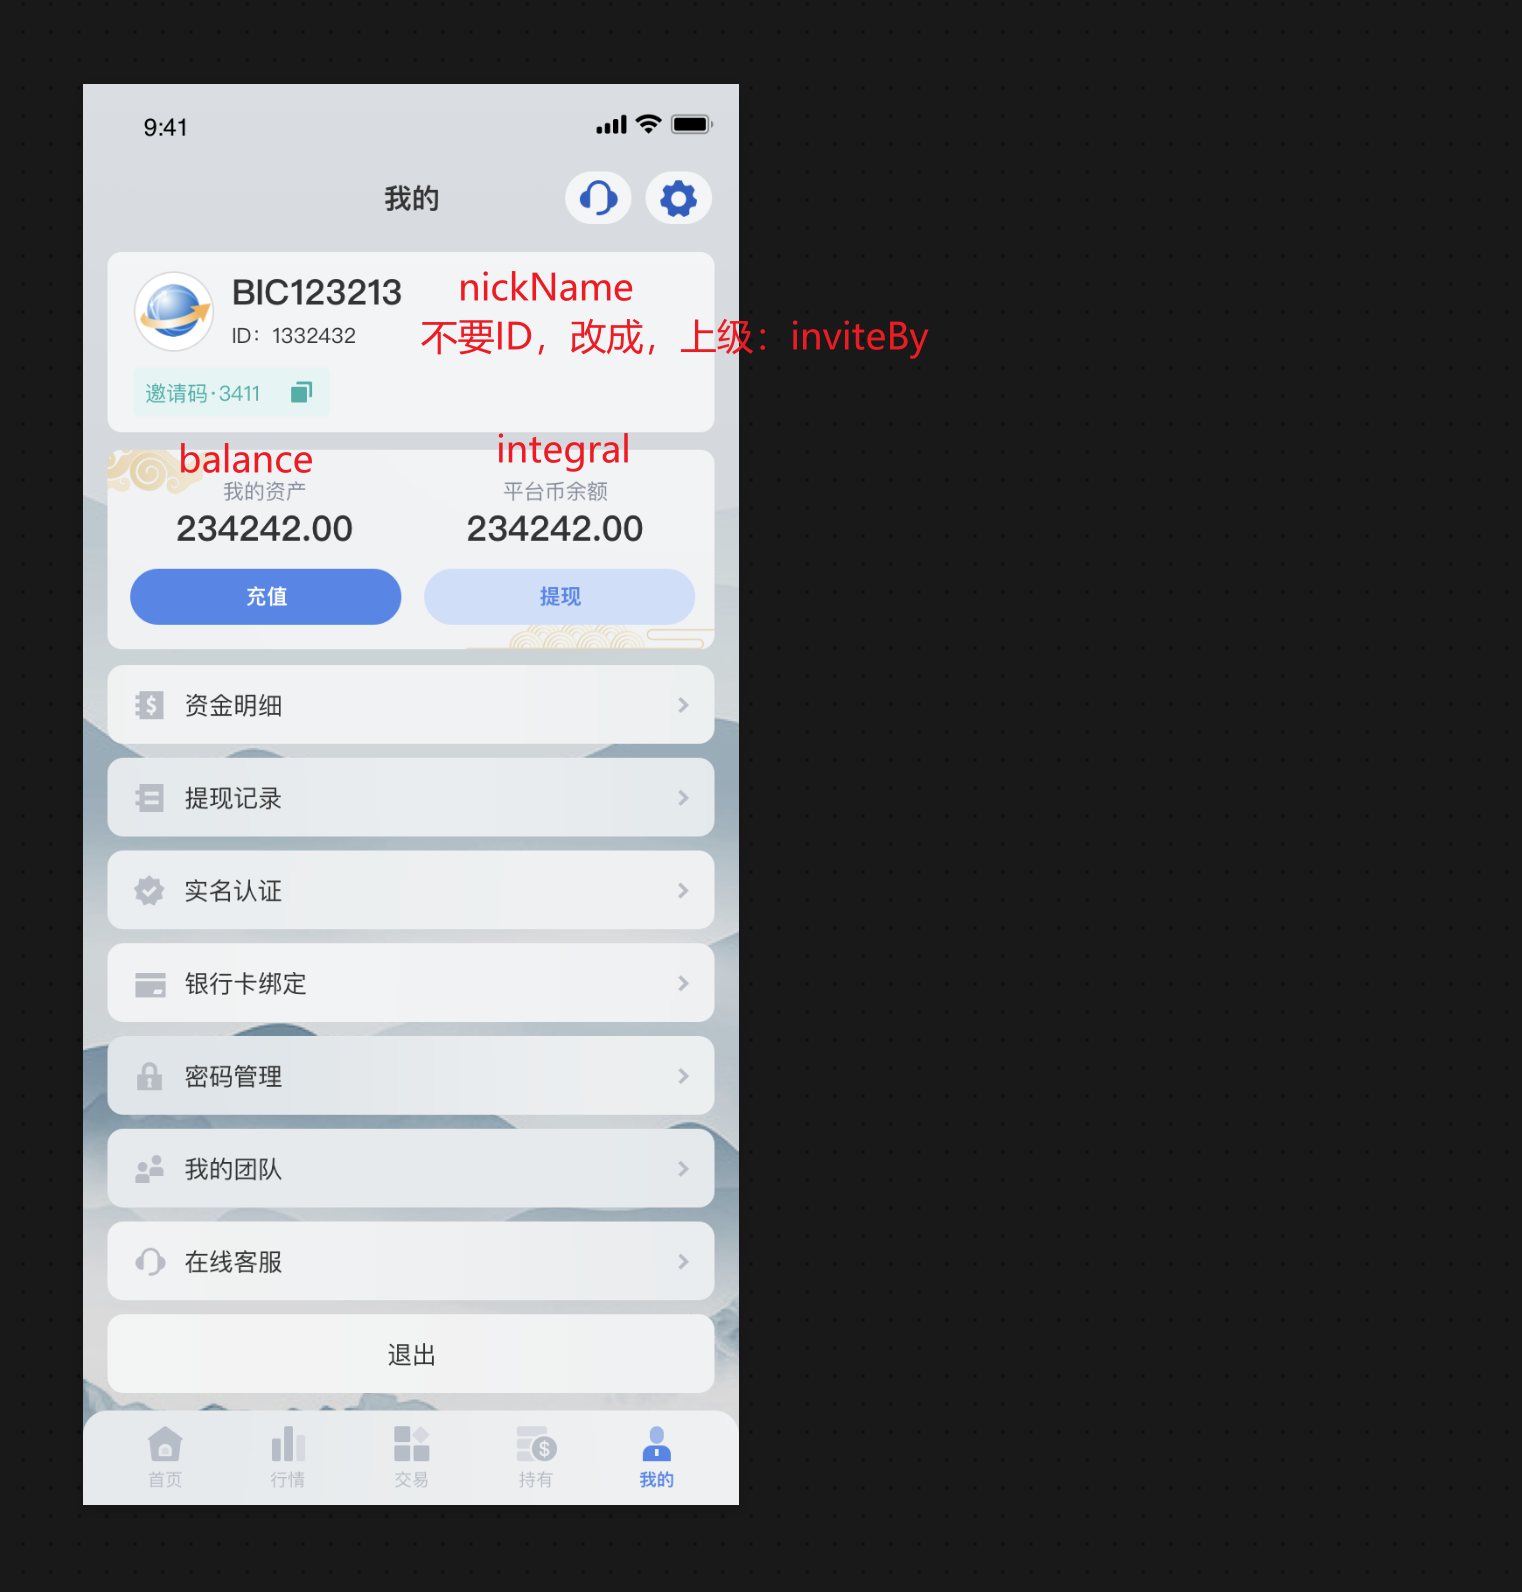 9:41
我的
BIC123213
nickName
ID：1332432
不要ID，改成，上级：inviteBy
邀请码·3411
balance
integral
我的资产
平台币余额
234242.00
234242.00
充值
提现
资金明细
提现记录
实名认证
银行卡绑定
密码管理
我的团队
在线客服
退出
首页
行情
交易
持有
我的